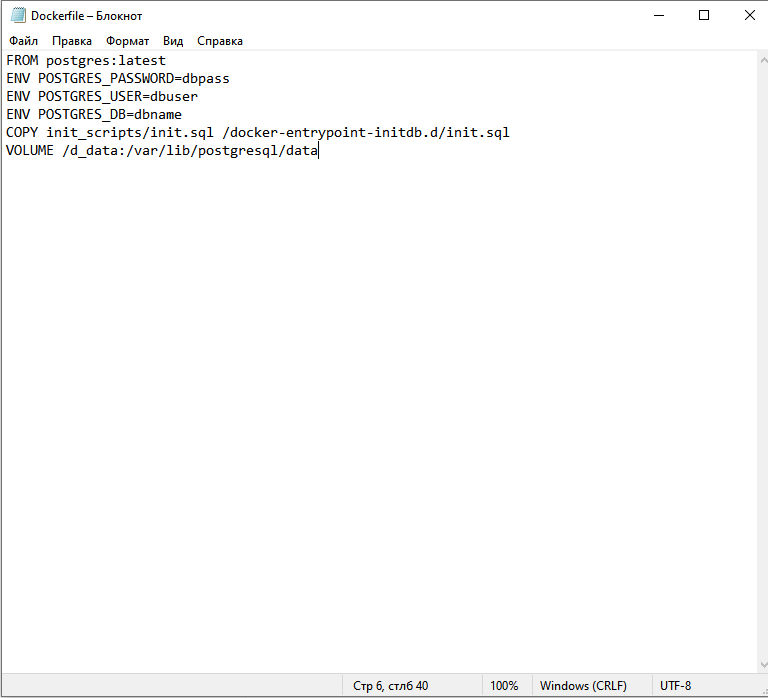 Dockerfile – Блокнот
Файл Правка Формат Вид Справка
FROM postgres:latest
ENV POSTGRES_PASSWORD=dbpass
ENV POSTGRES_USER=dbuser
ENV POSTGRES_DB=dbname
COPY init_scripts/init.sql /docker-entrypoint-initdb.d/init.sql
VOLUME /d_data:/var/lib/postgresql/data
Стр 6, стлб 40 100% Windows (CRLF) UTF-8